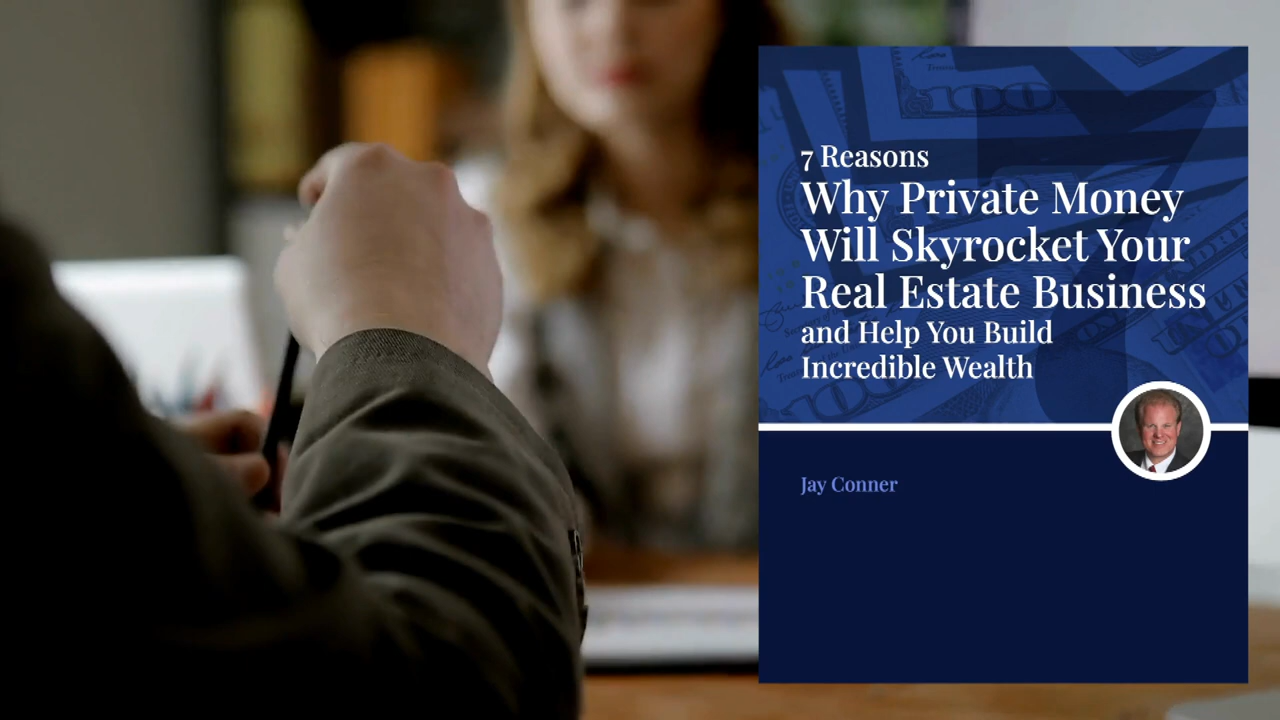 7 Reasons
Why Private Money
Will Skyrocket Your
Real Estate Business
and Help You Build
Incredible Wealth
Jay Conner